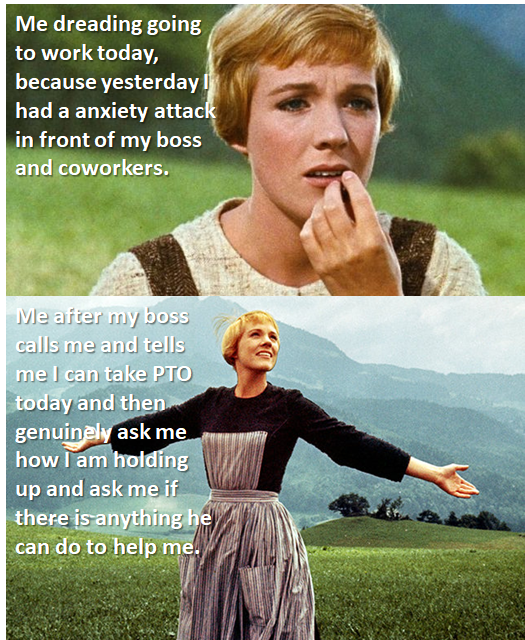 Me dreading going
to work today,
because yesterday I
had a anxiety attack
in front of my boss
and coworkers.
Me after my boss
calls me and tells
me I can take PTO
today and then
genuinely ask me
how I am holding
up and ask me if
there is anything he
can do to help me.